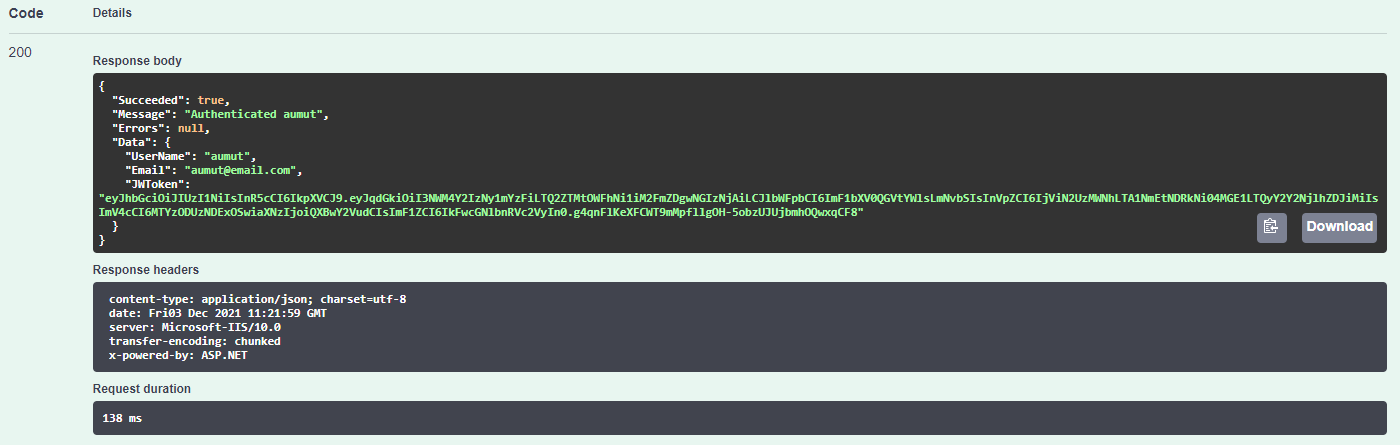 Code Details
200
Response body
{
"Succeeded": true,
"Message": "Authenticated aumut",
"Errors": null,
"Data": {
"UserName": "aumut",
"Email": "aumut@email.com",
"JWToken":
"eyJhbGciOiJIUzI1NiIsInR5cCI6IkpXVCJ9.eyJqdGkiOiI3NWM4Y2IzNy1mYzFiLTQ2ZTMtOWFhNi1iM2FmZDgwNGIzNjAiLCJlbWFpbCI6ImF1bXV0QGVtYWlsLmNvbSIsInVpZCI6IjViN2UzMWNhLTA1NmEtNDRkNi04MGE1LTQyY2Y2NjlhZDJiMiIs
ImV4cCI6MTYzODUzNDExOSwiaXNzIjoiQXBwY2VudCIsImF1ZCI6IkFwcGNlbnRVc2VyIn0.g4qnFlKeXFCWT9mMpfllgOH-5obzUJUjbmhOQwxqCF8"
}
}
Download
Response headers
content-type: application/json; charset=utf-8
date: Fri03 Dec 2021 11:21:59 GMT
server: Microsoft-IIS/10.0
transfer-encoding: chunked
x-powered-by: ASP.NET
Request duration
138 ms